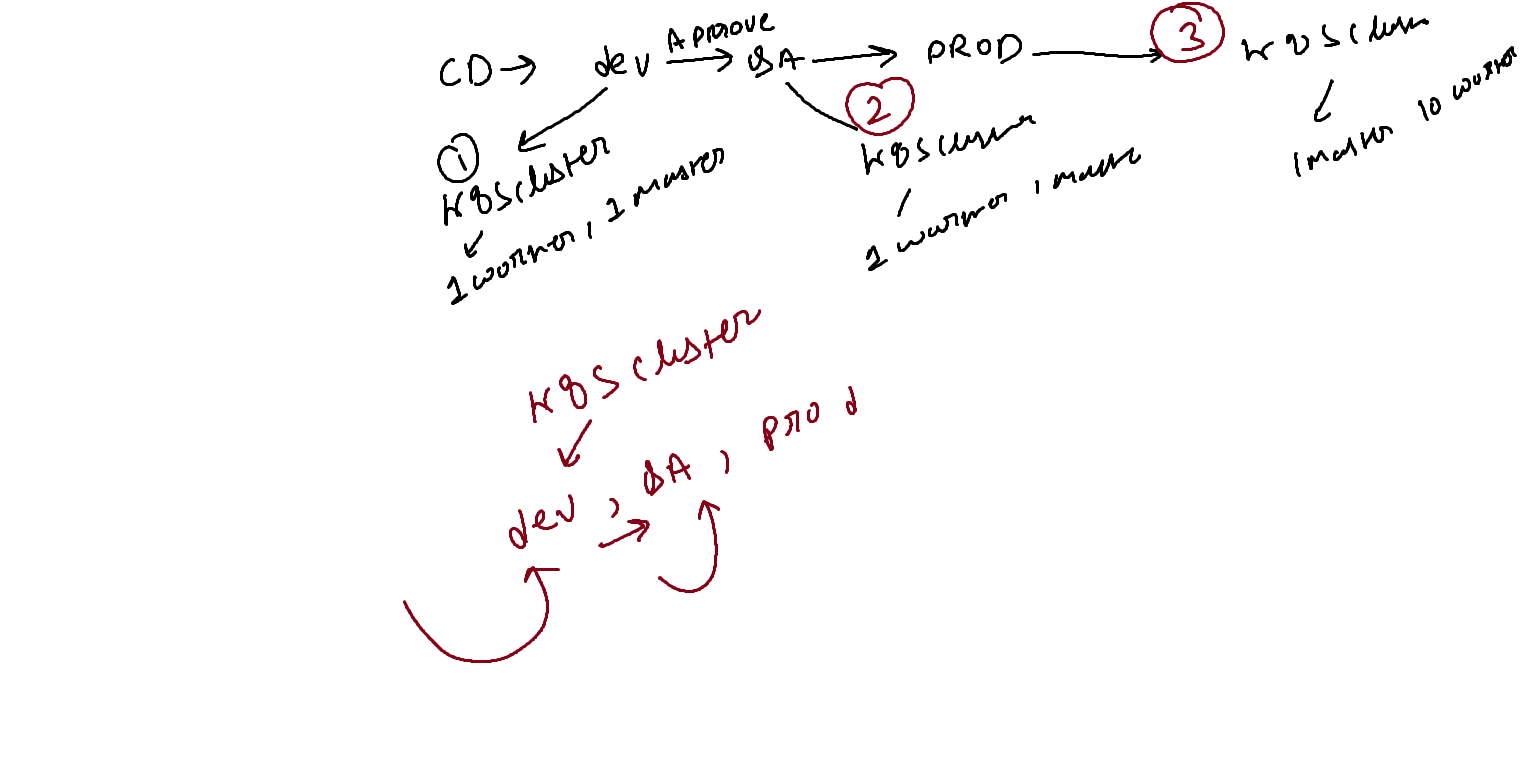 CD → dev Aproove → QA → PROD → 3 K8S cluster
1 2
K8S cluster K8S cluster 1 master 10 worker
1 worker, 1 master 1 worker 1 master
K8S cluster
dev, QA, prod